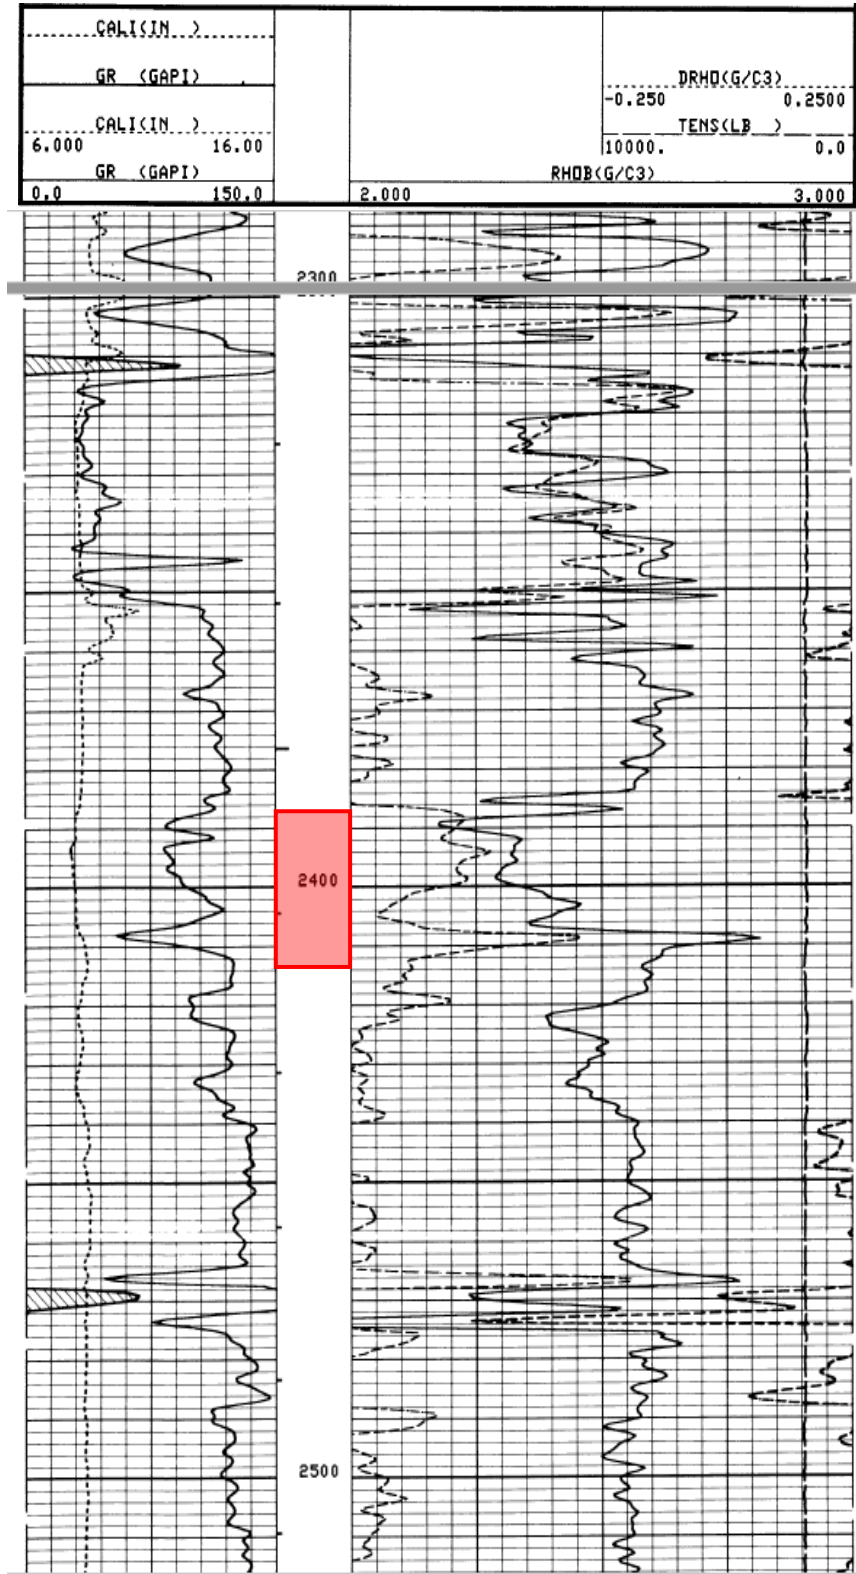 CALI(IN )
GR (GAPI)
DRHO(G/C3)
-0.250 0.2500
CALI(IN )
TENS(LB )
6.000 16.00
10000. 0.0
GR (GAPI)
RHOB(G/C3)
0.0 150.0
2.000 3.000
2300
2400
2500